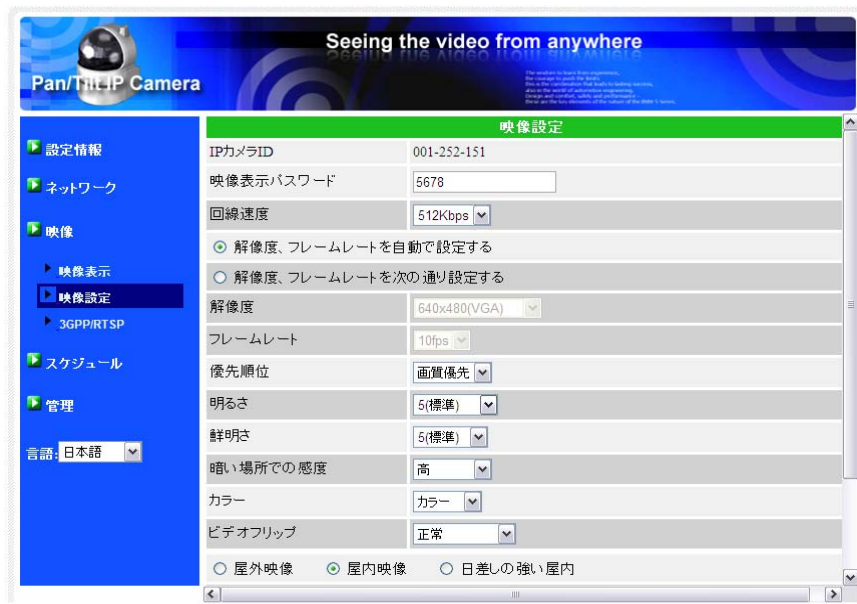 Seeing the video from anywhere
Pan/Tilt IP Camera
設定情報
ネットワーク
映像
映像表示
映像設定
3GPP/RTSP
スケジュール
管理
言語: 日本語
映像設定
IPカメラID 001-252-151
映像表示パスワード 5678
回線速度 512Kbps
解像度、フレームレートを自動で設定する
解像度、フレームレートを次の通り設定する
解像度 640x480(VGA)
フレームレート 10fps
優先順位 画質優先
明るさ 5(標準)
鮮明さ 5(標準)
暗い場所での感度 高
カラー カラー
ビデオフリップ 正常
屋外映像 屋内映像 日差しの強い屋内